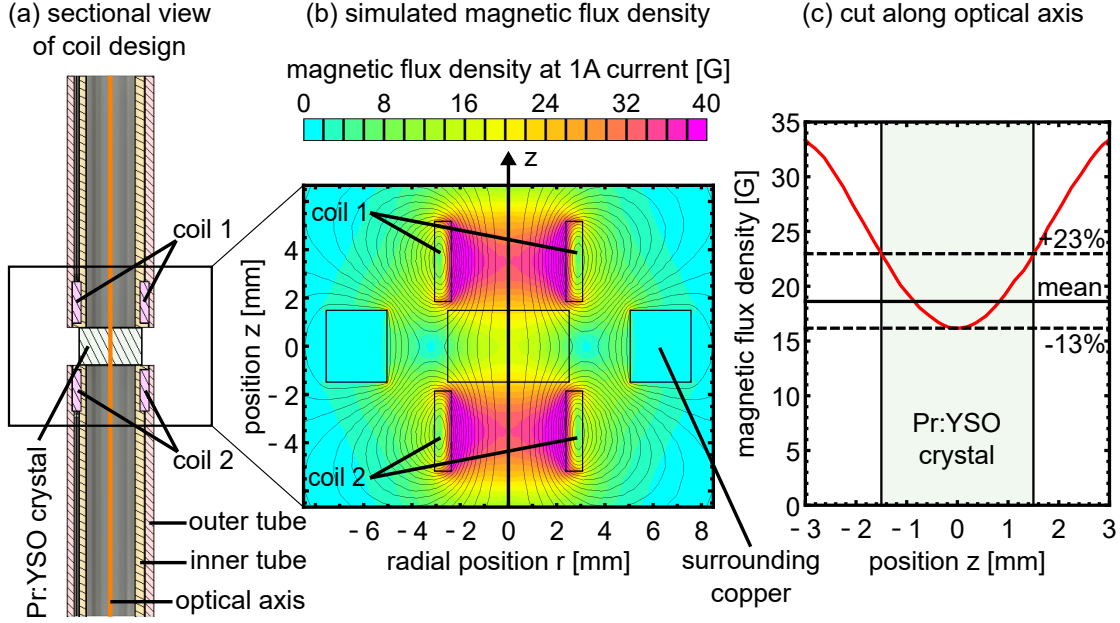 (a) sectional view
of coil design
coil 1
coil 2
Pr:YSO crystal
outer tube
inner tube
optical axis
(b) simulated magnetic flux density
magnetic flux density at 1A current [G]
0 8 16 24 32 40
z
coil 1
coil 2
position z [mm]
4
2
0
- 2
- 4
- 6 - 4 - 2 0 2 4 6 8
radial position r [mm]
surrounding
copper
(c) cut along optical axis
magnetic flux density [G]
35
30
25
20
15
10
5
0
+23%
mean
-13%
Pr:YSO
crystal
- 3 - 2 - 1 0 1 2 3
position z [mm]